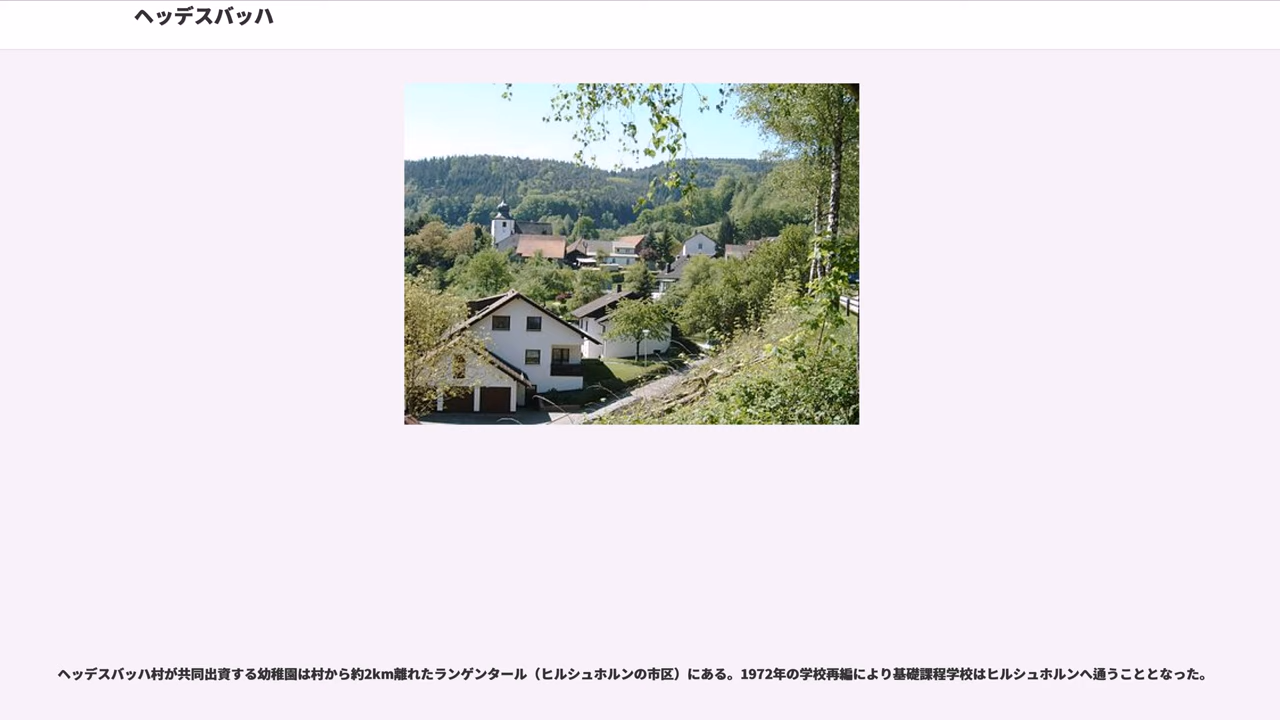 ヘッデスバッハ
ヘッデスバッハ村が共同出資する幼稚園は村から約2km離れたランゲンタール（ヒルシュホルンの市区）にある。1972年の学校再編により基礎課程学校はヒルシュホルンへ通うこととなった。